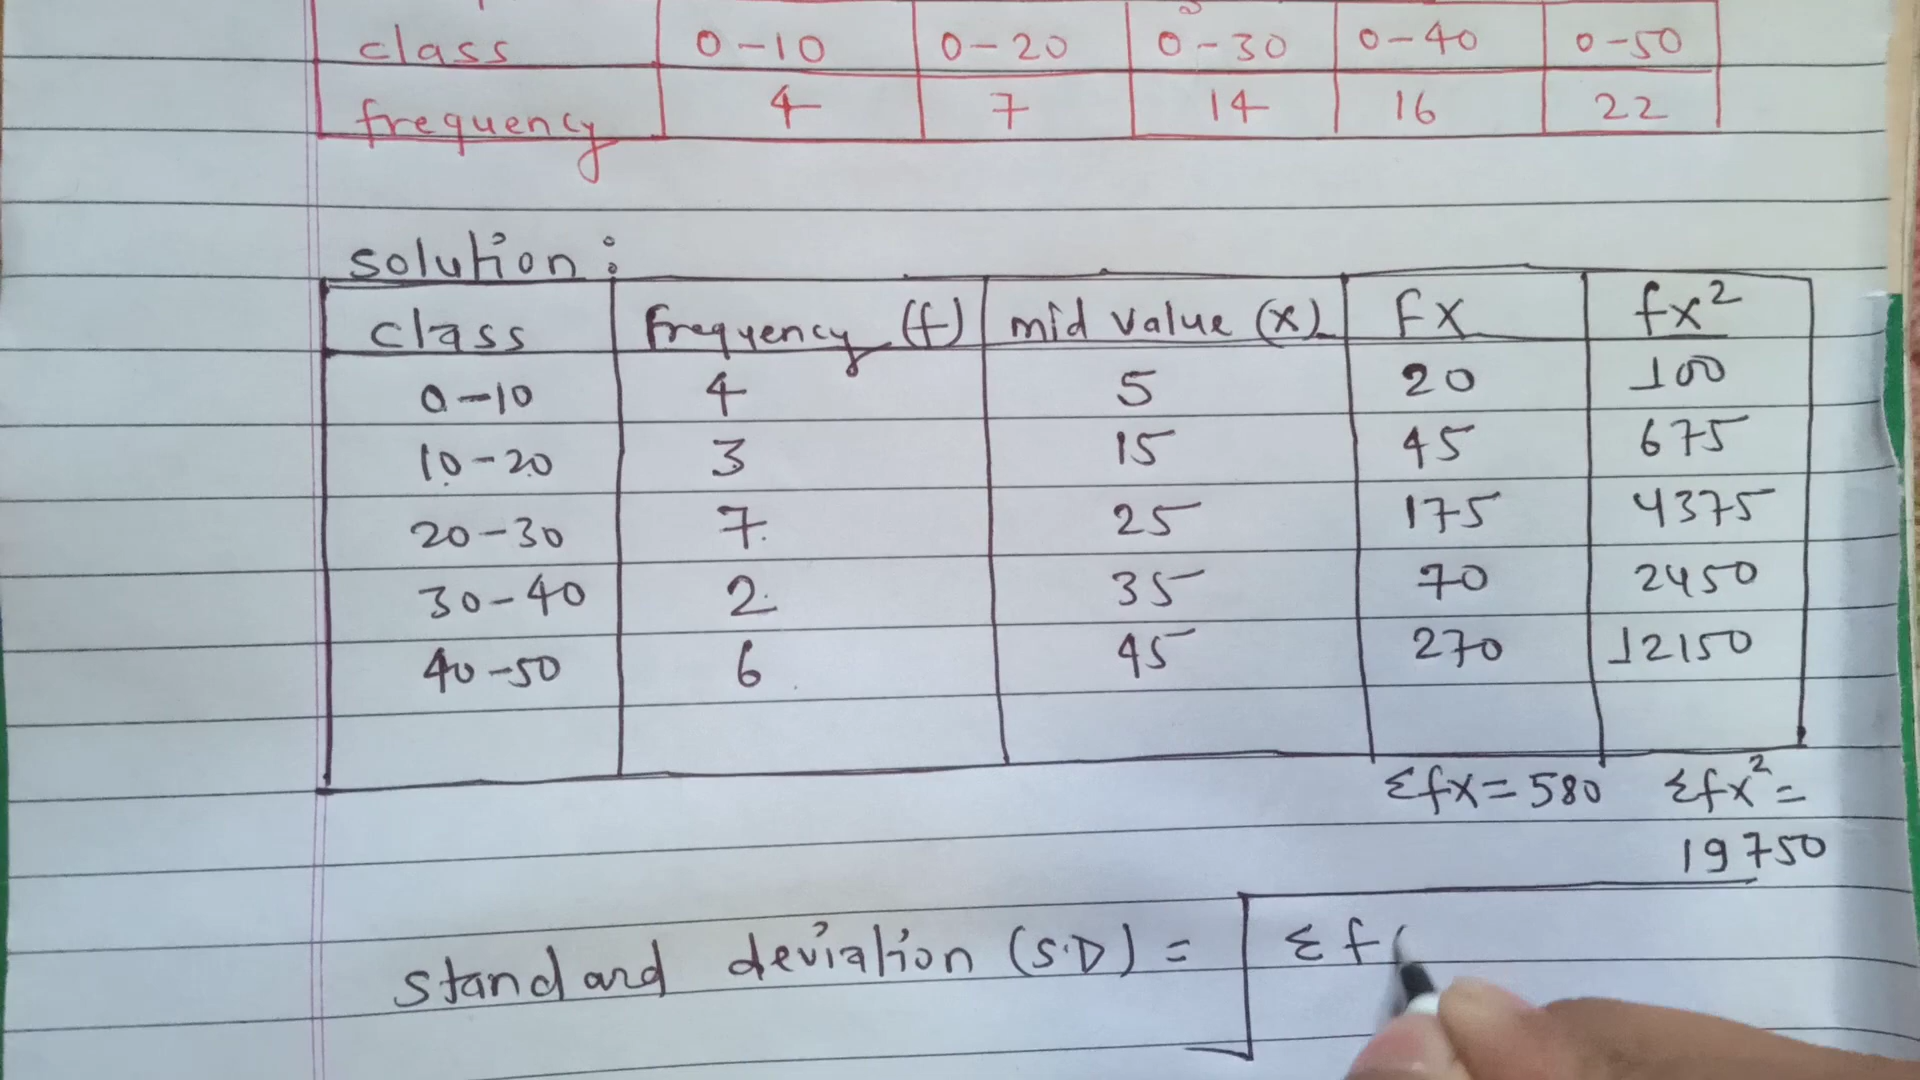 class 0-10 0-20 0-30 0-40 0-50
frequency 4 7 14 16 22
solution:
class frequency (f) mid value (x) FX fx²
0-10 4 5 20 100
10-20 3 15 45 675
20-30 7 25 175 4375
30-40 2 35 70 2450
40-50 6 45 270 12150
Σfx=580 Σfx²=
19750
standard deviation (S.D) = √ Σf